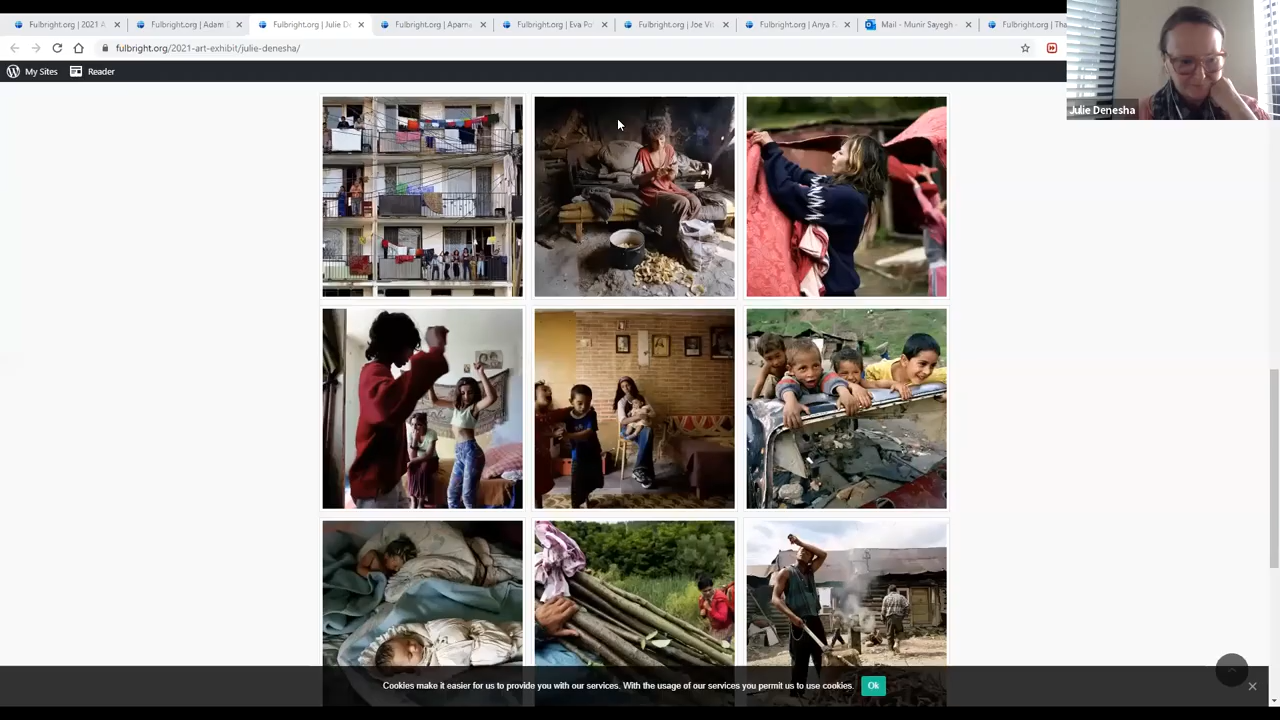 Fulbright.org | 2021 A
Fulbright.org | Adam
Fulbright.org | Julie De
Fulbright.org | Aparna
Fulbright.org | Eva Po
Fulbright.org | Joe Vi
Fulbright.org | Anya
Mail - Munir Sayegh -
Fulbright.org | Tha
fulbright.org/2021-art-exhibit/julie-denesha/
My Sites
Reader
Julie Denesha
Cookies make it easier for us to provide you with our services. With the usage of our services you permit us to use cookies.
Ok